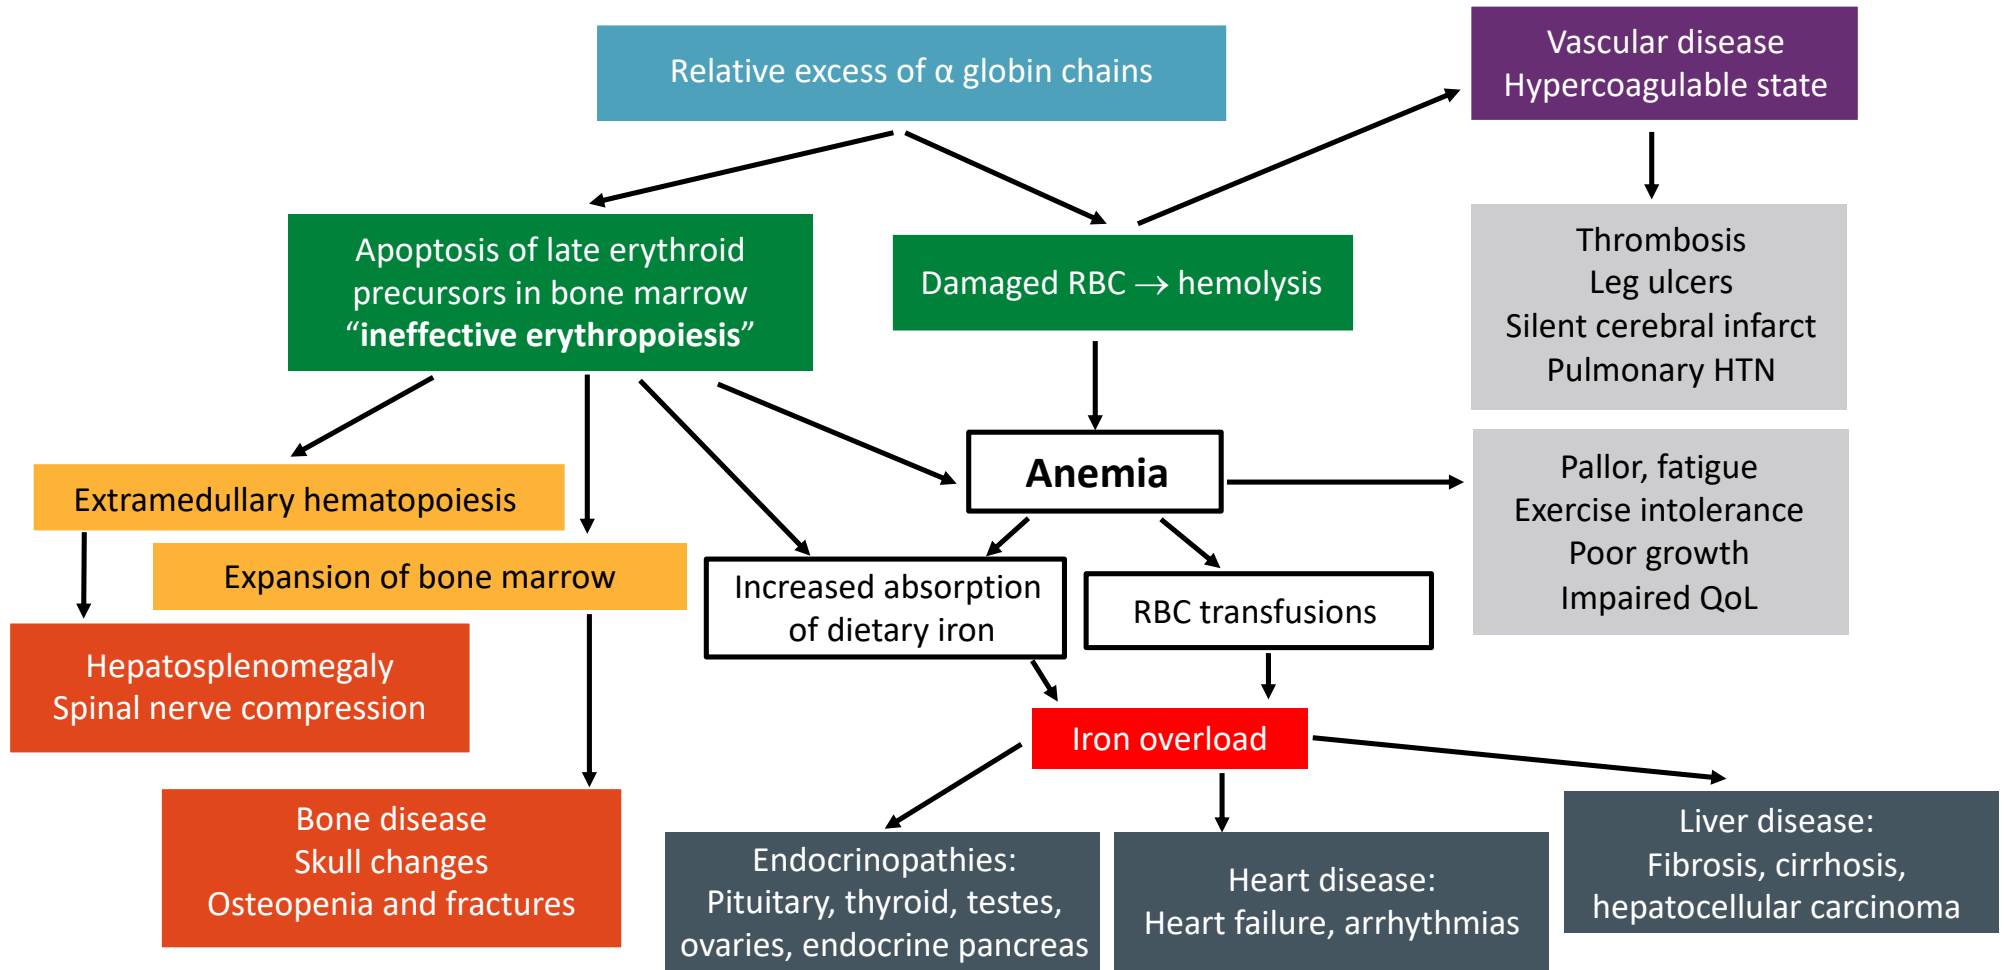 Relative excess of α globin chains
Vascular disease
Hypercoagulable state
Apoptosis of late erythroid
precursors in bone marrow
“ineffective erythropoiesis”
Damaged RBC → hemolysis
Thrombosis
Leg ulcers
Silent cerebral infarct
Pulmonary HTN
Anemia
Pallor, fatigue
Exercise intolerance
Poor growth
Impaired QoL
Extramedullary hematopoiesis
Expansion of bone marrow
Increased absorption
of dietary iron
RBC transfusions
Hepatosplenomegaly
Spinal nerve compression
Iron overload
Bone disease
Skull changes
Osteopenia and fractures
Endocrinopathies:
Pituitary, thyroid, testes,
ovaries, endocrine pancreas
Heart disease:
Heart failure, arrhythmias
Liver disease:
Fibrosis, cirrhosis,
hepatocellular carcinoma